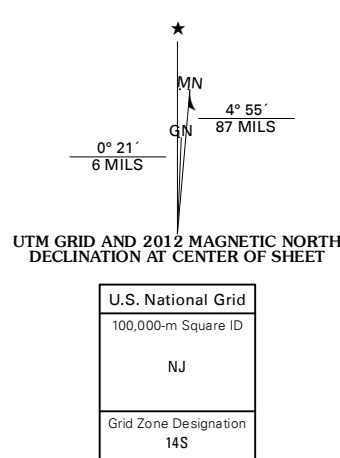 ★
MN
GN
4° 55´
87 MILS
0° 21´
6 MILS
UTM GRID AND 2012 MAGNETIC NORTH
DECLINATION AT CENTER OF SHEET
U.S. National Grid
100,000-m Square ID
NJ
Grid Zone Designation
14S